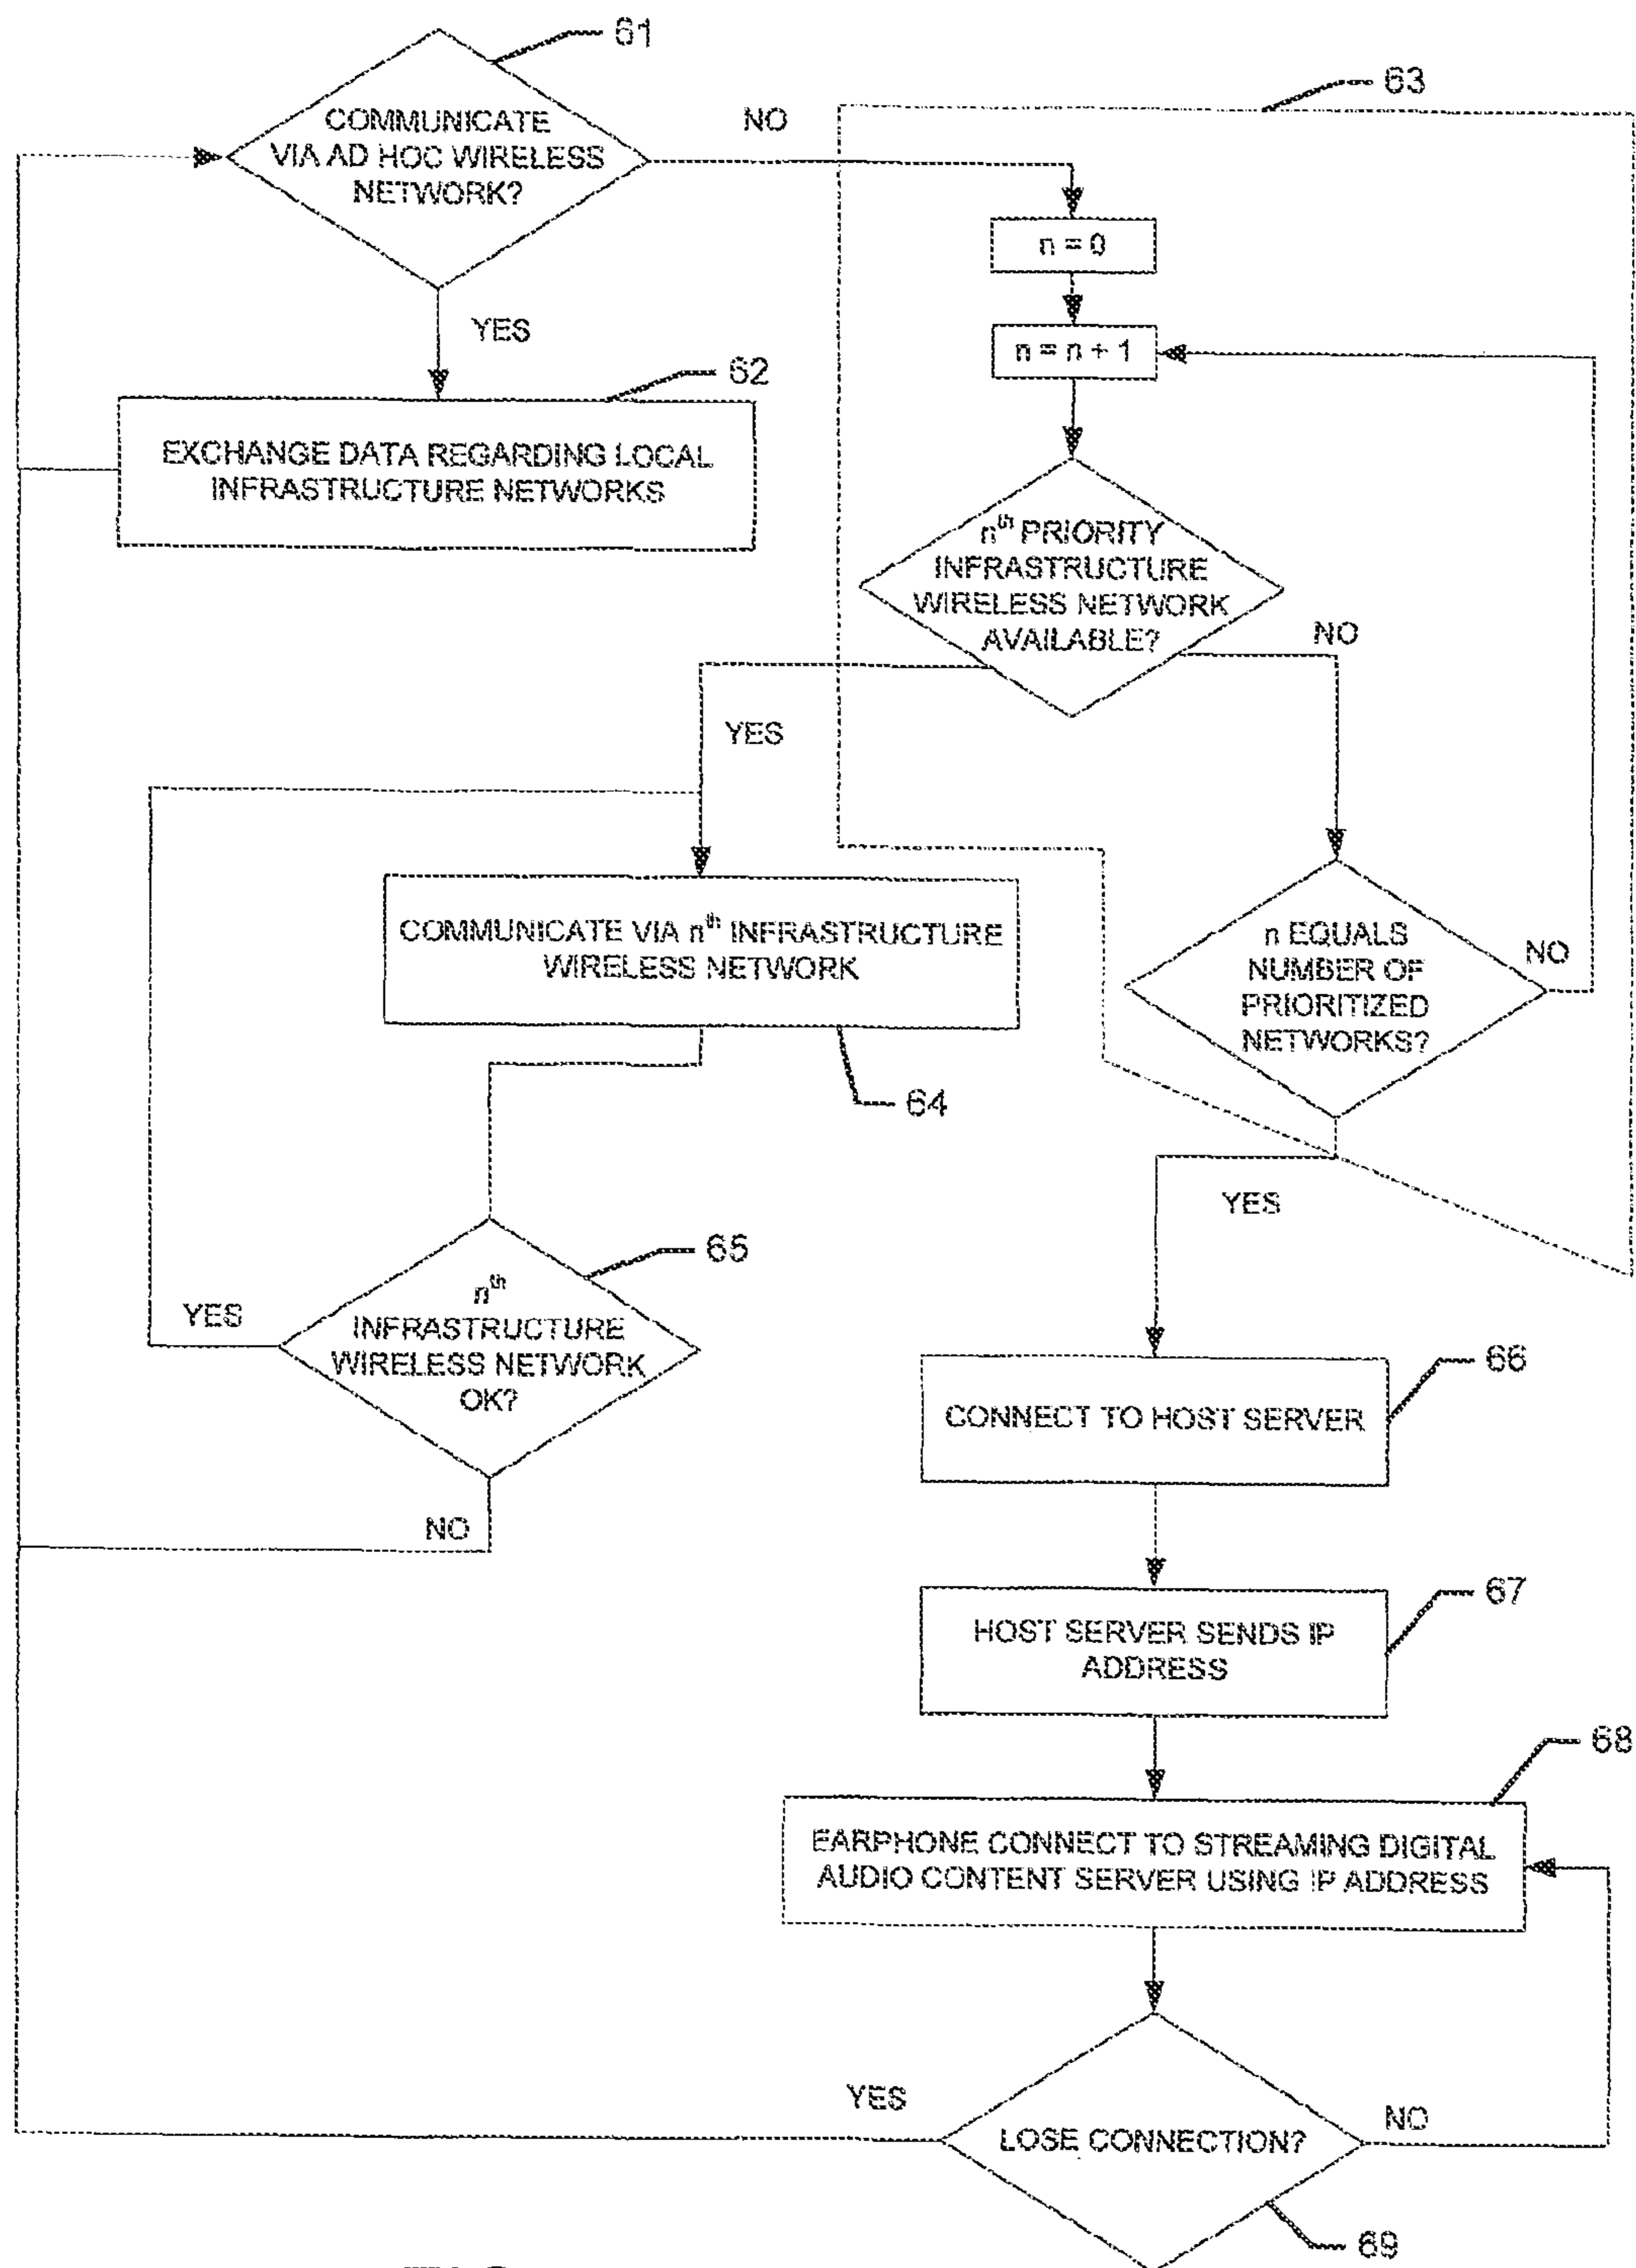 61
COMMUNICATE
VIA AD HOC WIRELESS
NETWORK?
NO
63
n = 0
YES
n = n + 1
62
EXCHANGE DATA REGARDING LOCAL
INFRASTRUCTURE NETWORKS
nth PRIORITY
INFRASTRUCTURE
WIRELESS NETWORK
AVAILABLE?
NO
YES
COMMUNICATE VIA nth INFRASTRUCTURE
WIRELESS NETWORK
n EQUALS
NUMBER OF
PRIORITIZED
NETWORKS?
NO
64
YES
65
nth
INFRASTRUCTURE
WIRELESS NETWORK
OK?
YES
NO
66
CONNECT TO HOST SERVER
67
HOST SERVER SENDS IP
ADDRESS
68
EARPHONE CONNECT TO STREAMING DIGITAL
AUDIO CONTENT SERVER USING IP ADDRESS
YES
LOSE CONNECTION?
NO
69